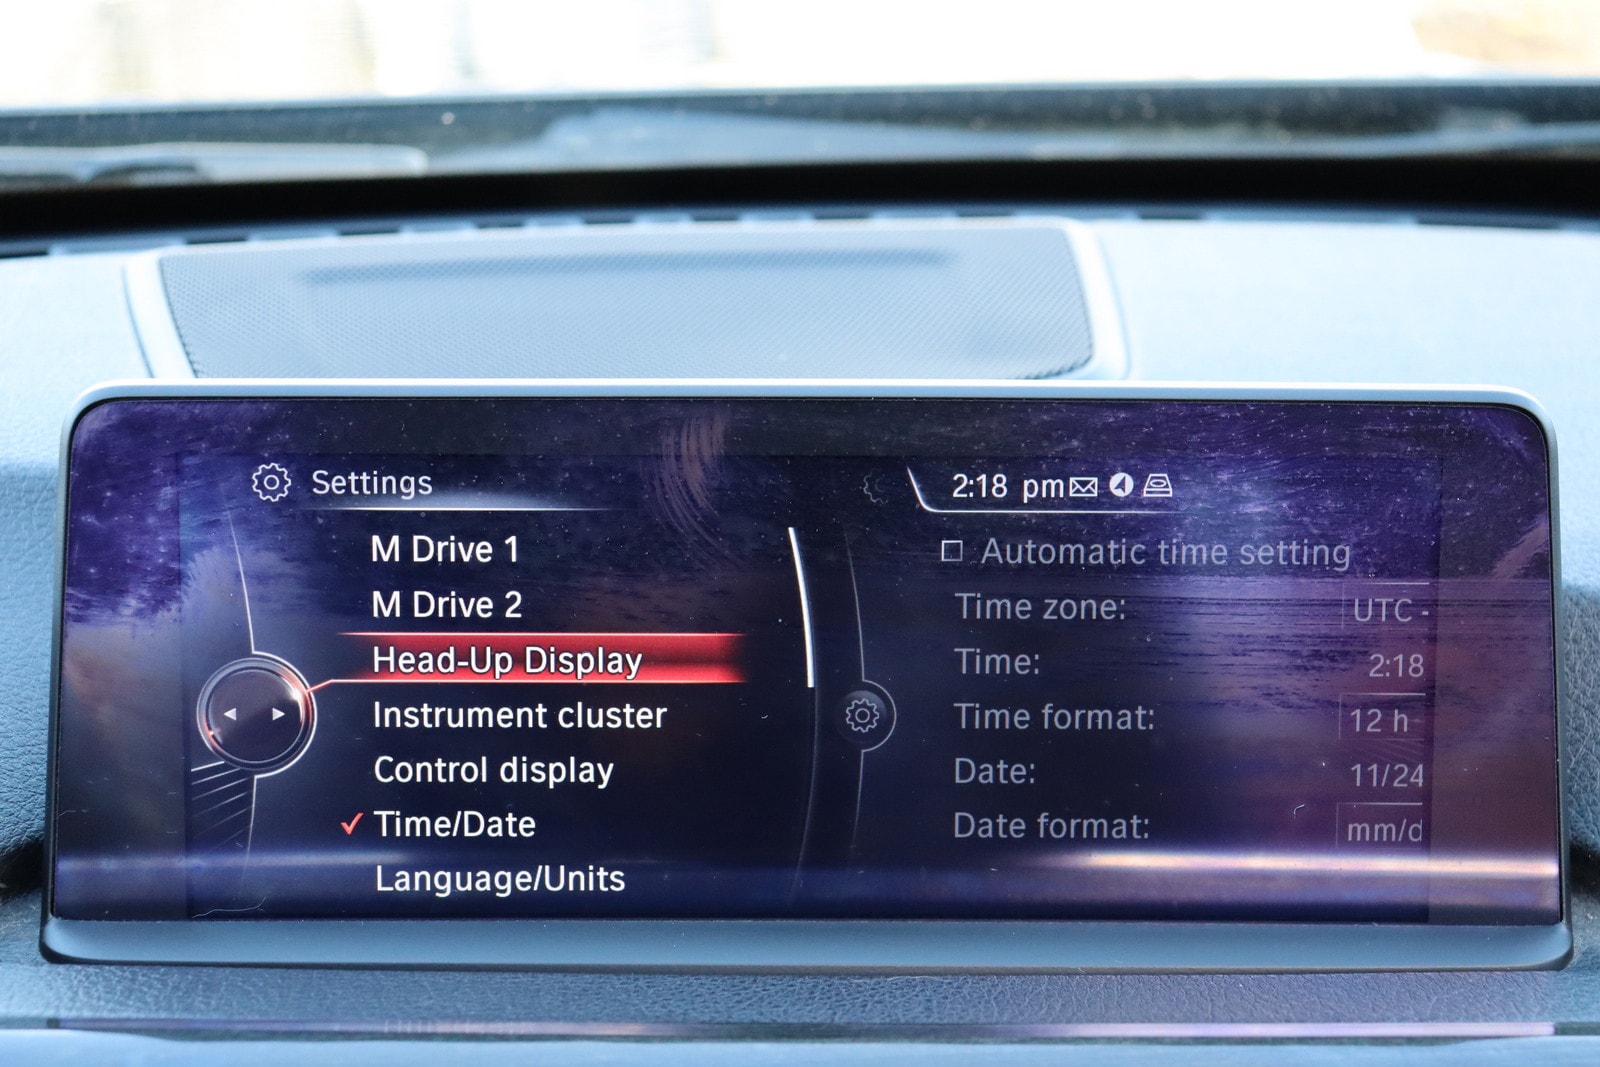 Settings
M Drive 1
M Drive 2
Head-Up Display
Instrument cluster
Control display
Time/Date
Language/Units
2:18 pm
Automatic time setting
Time zone: UTC -
Time: 2:18
Time format: 12 h
Date: 11/24
Date format: mm/d